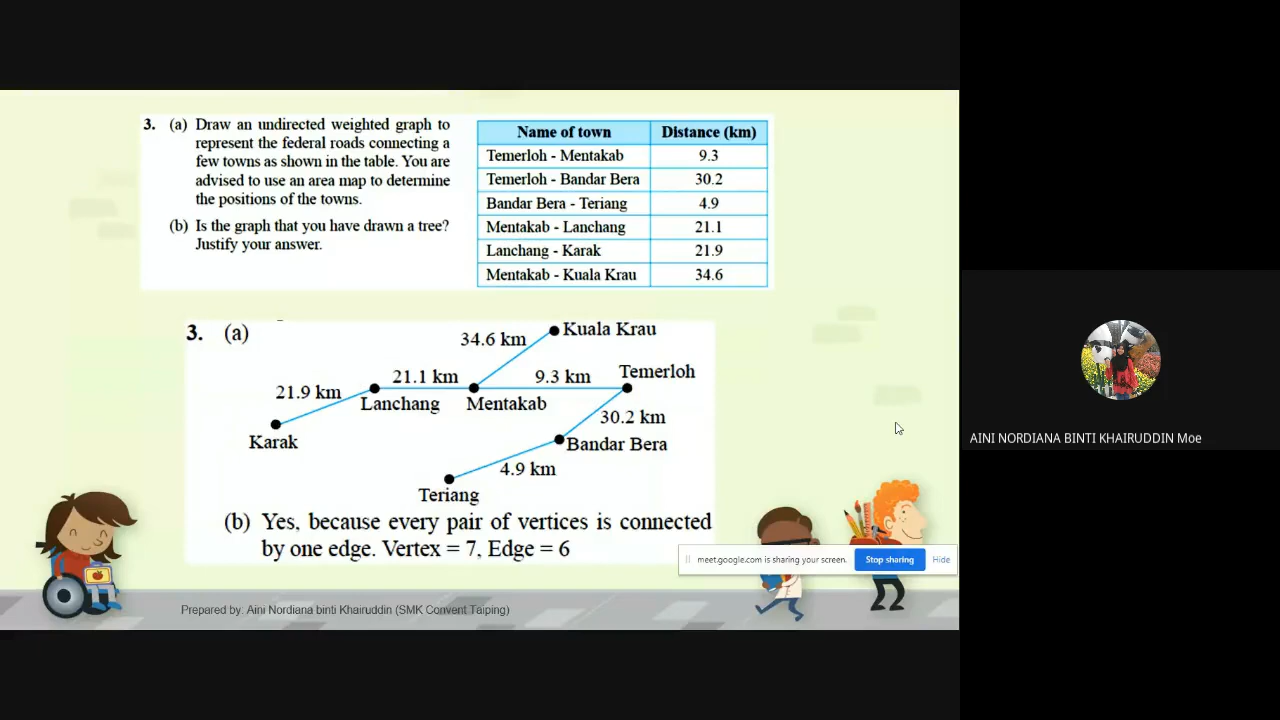 3. (a) Draw an undirected weighted graph to
represent the federal roads connecting a
few towns as shown in the table. You are
advised to use an area map to determine
the positions of the towns.
(b) Is the graph that you have drawn a tree?
Justify your answer.
Name of town Distance (km)
Temerloh - Mentakab 9.3
Temerloh - Bandar Bera 30.2
Bandar Bera - Teriang 4.9
Mentakab - Lanchang 21.1
Lanchang - Karak 21.9
Mentakab - Kuala Krau 34.6
3. (a)
Kuala Krau
34.6 km
Temerloh
21.1 km
9.3 km
21.9 km
Lanchang
Mentakab
30.2 km
Karak
Bandar Bera
4.9 km
Teriang
(b) Yes, because every pair of vertices is connected
by one edge. Vertex = 7, Edge = 6
meet.google.com is sharing your screen. Stop sharing Hide
Prepared by: Aini Nordiana binti Khairuddin (SMK Convent Taiping)
AINI NORDIANA BINTI KHAIRUDDIN Moe